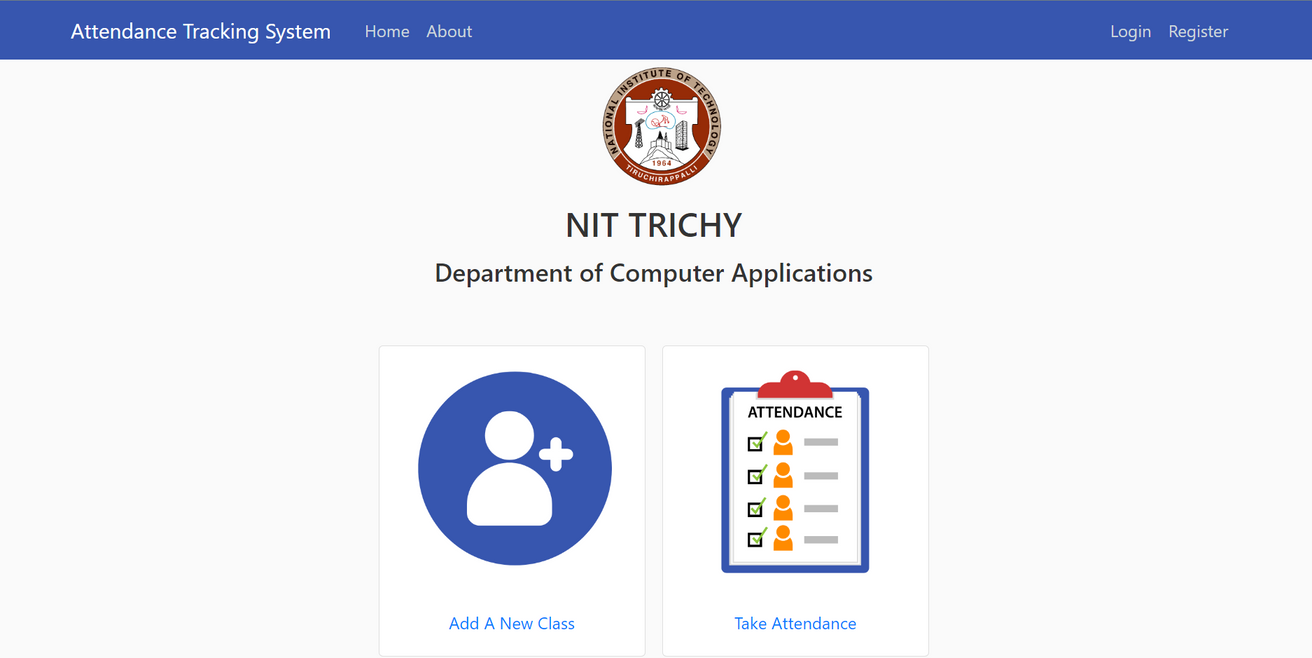 Attendance Tracking System Home About Login Register
NATIONAL INSTITUTE OF TECHNOLOGY
1964
TIRUCHIRAPPALLI
NIT TRICHY
Department of Computer Applications
ATTENDANCE
Add A New Class
Take Attendance